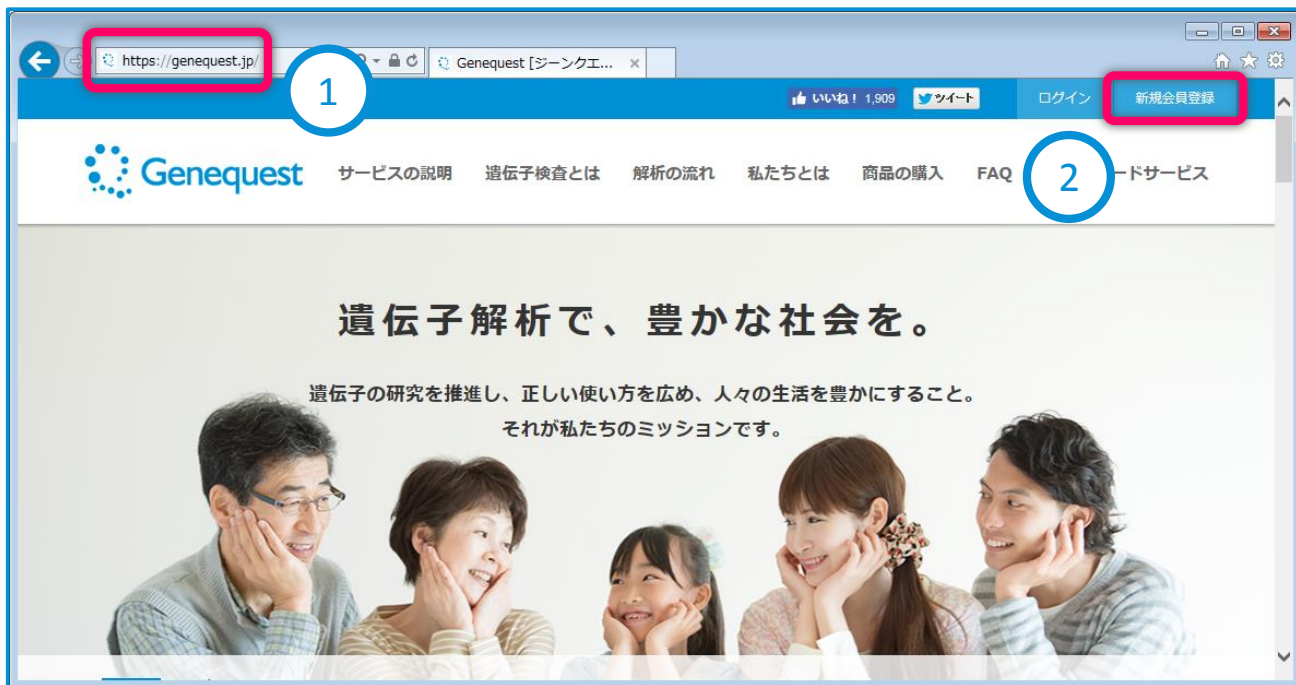 https://genequest.jp/
Genequest [ジーンクエ...
1
いいね！ 1,909 ツイート ログイン 新規会員登録
Genequest サービスの説明 遺伝子検査とは 解析の流れ 私たちとは 商品の購入 FAQ ードサービス
2
遺伝子解析で、豊かな社会を。
遺伝子の研究を推進し、正しい使い方を広め、人々の生活を豊かにすること。
それが私たちのミッションです。